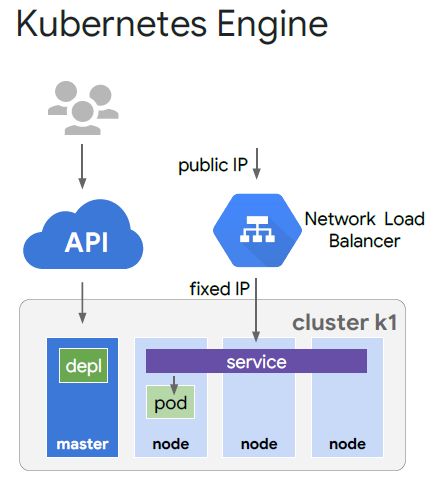 Kubernetes Engine
public IP
API
Network Load
Balancer
fixed IP
cluster k1
service
depl
pod
master
node
node
node